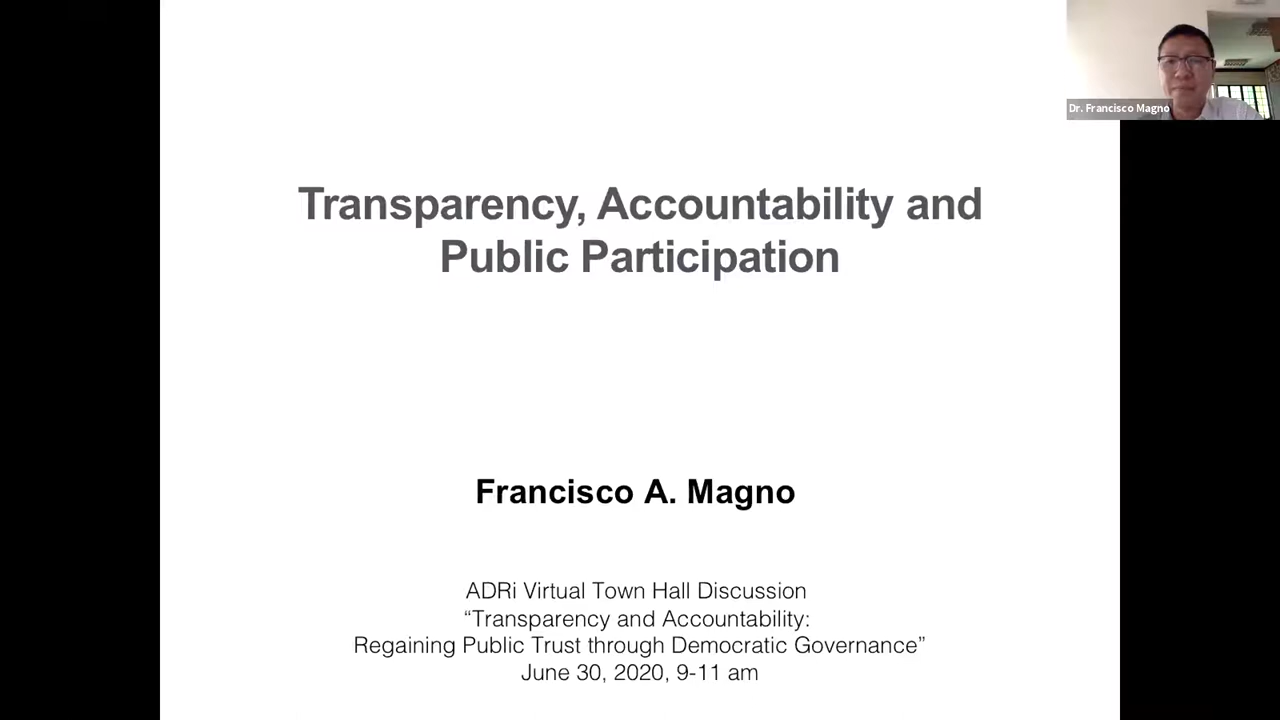 Dr. Francisco Magno
Transparency, Accountability and
Public Participation
Francisco A. Magno
ADRi Virtual Town Hall Discussion
“Transparency and Accountability:
Regaining Public Trust through Democratic Governance”
June 30, 2020, 9-11 am